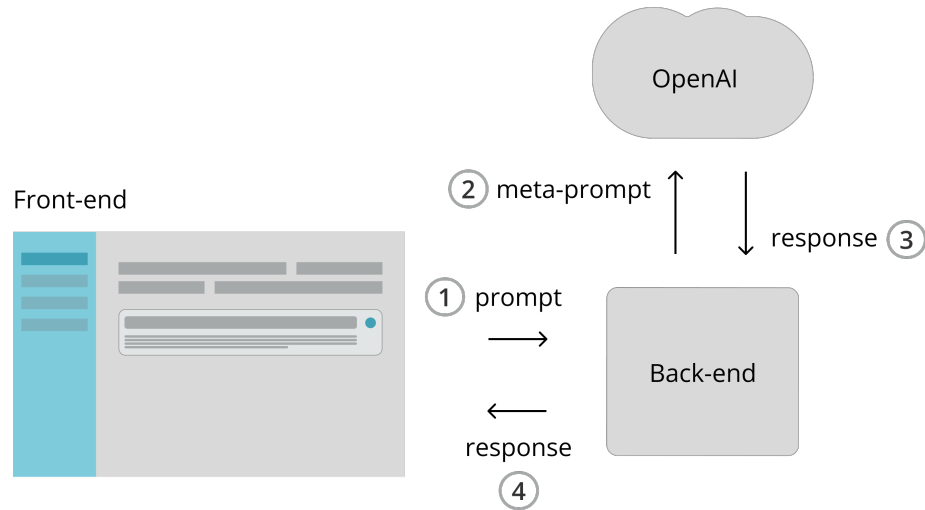 OpenAI
2 meta-prompt
response 3
Front-end
1 prompt
Back-end
response
4